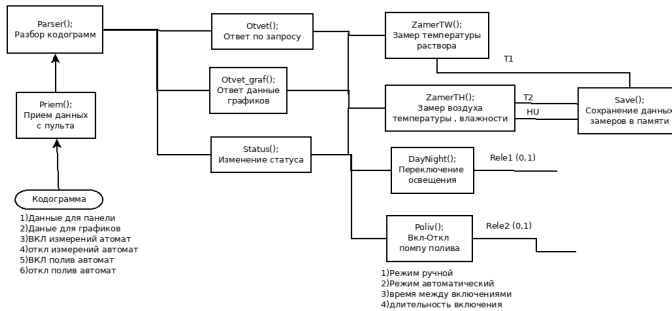 Parser();
Разбор кодограмм
Priem();
Прием данных
с пульта
Кодограмма
1)Данные для панели
2)Даные для графиков
3)ВКЛ измерений атомат
4)откл измерений автомат
5)ВКЛ полив автомат
6)откл полив автомат
Otvet();
Ответ по запросу
Otvet_graf();
Ответ данные
графиков
Status();
Изменение статуса
ZamerTW();
Замер температуры
раствора
ZamerTH();
Замер воздуха
температуры , влажности
DayNight();
Переключение
освещения
Poliv();
Вкл-Откл
помпу полива
1)Режим ручной
2)Режим автоматический
3)время между включениями
4)длительность включения
T1
T2
HU
Rele1 (0,1)
Rele2 (0,1)
Save();
Сохранение данных
замеров в памяти